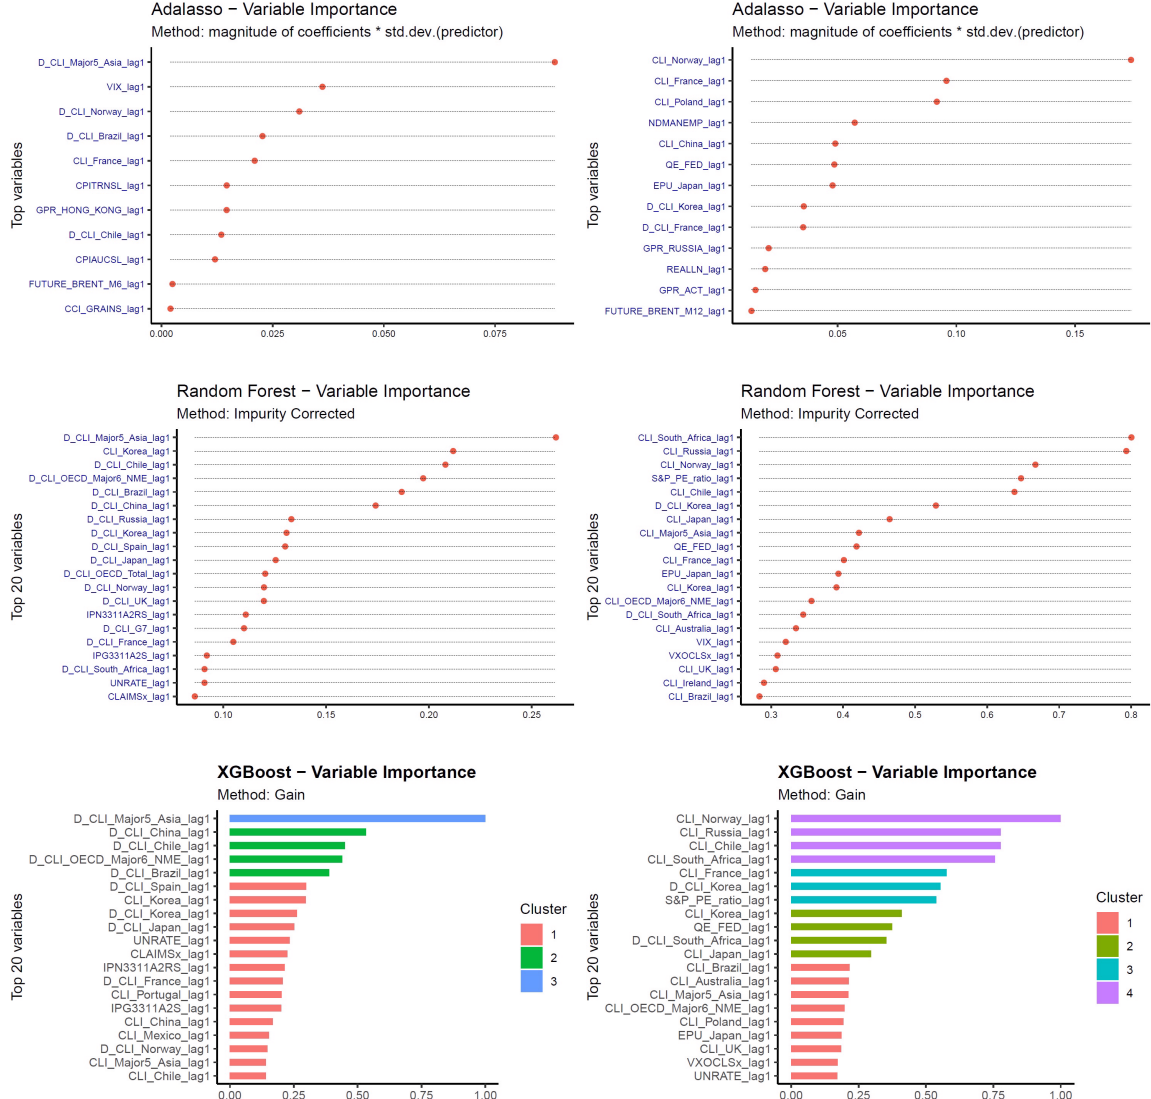 Adalasso − Variable Importance
Method: magnitude of coefficients * std.dev.(predictor)
Top variables
D_CLI_Major5_Asia_lag1
VIX_lag1
D_CLI_Norway_lag1
D_CLI_Brazil_lag1
CLI_France_lag1
CPITRNSL_lag1
GPR_HONG_KONG_lag1
D_CLI_Chile_lag1
CPIAUCSL_lag1
FUTURE_BRENT_M6_lag1
CCI_GRAINS_lag1
0.000 0.025 0.050 0.075
Adalasso − Variable Importance
Method: magnitude of coefficients * std.dev.(predictor)
Top variables
CLI_Norway_lag1
CLI_France_lag1
CLI_Poland_lag1
NDMANEMP_lag1
CLI_China_lag1
QE_FED_lag1
EPU_Japan_lag1
D_CLI_Korea_lag1
D_CLI_France_lag1
GPR_RUSSIA_lag1
REALLN_lag1
GPR_ACT_lag1
FUTURE_BRENT_M12_lag1
0.05 0.10 0.15
Random Forest − Variable Importance
Method: Impurity Corrected
Top 20 variables
D_CLI_Major5_Asia_lag1
CLI_Korea_lag1
D_CLI_Chile_lag1
D_CLI_OECD_Major6_NME_lag1
D_CLI_Brazil_lag1
D_CLI_China_lag1
D_CLI_Russia_lag1
D_CLI_Korea_lag1
D_CLI_Spain_lag1
D_CLI_Japan_lag1
D_CLI_OECD_Total_lag1
D_CLI_Norway_lag1
D_CLI_UK_lag1
IPN3311A2RS_lag1
D_CLI_G7_lag1
D_CLI_France_lag1
IPG3311A2S_lag1
D_CLI_South_Africa_lag1
UNRATE_lag1
CLAIMSx_lag1
0.10 0.15 0.20 0.25
Random Forest − Variable Importance
Method: Impurity Corrected
Top 20 variables
CLI_South_Africa_lag1
CLI_Russia_lag1
CLI_Norway_lag1
S&P_PE_ratio_lag1
CLI_Chile_lag1
D_CLI_Korea_lag1
CLI_Japan_lag1
CLI_Major5_Asia_lag1
QE_FED_lag1
CLI_France_lag1
EPU_Japan_lag1
CLI_Korea_lag1
CLI_OECD_Major6_NME_lag1
D_CLI_South_Africa_lag1
CLI_Australia_lag1
VIX_lag1
VXOCLSx_lag1
CLI_UK_lag1
CLI_Ireland_lag1
CLI_Brazil_lag1
0.3 0.4 0.5 0.6 0.7 0.8
XGBoost − Variable Importance
Method: Gain
Top 20 variables
D_CLI_Major5_Asia_lag1
D_CLI_China_lag1
D_CLI_Chile_lag1
D_CLI_OECD_Major6_NME_lag1
D_CLI_Brazil_lag1
D_CLI_Spain_lag1
CLI_Korea_lag1
D_CLI_Korea_lag1
D_CLI_Japan_lag1
UNRATE_lag1
CLAIMSx_lag1
IPN3311A2RS_lag1
D_CLI_France_lag1
CLI_Portugal_lag1
IPG3311A2S_lag1
CLI_China_lag1
CLI_Mexico_lag1
D_CLI_Norway_lag1
CLI_Major5_Asia_lag1
CLI_Chile_lag1
0.00 0.25 0.50 0.75 1.00
Cluster
1
2
3
XGBoost − Variable Importance
Method: Gain
Top 20 variables
CLI_Norway_lag1
CLI_Russia_lag1
CLI_Chile_lag1
CLI_South_Africa_lag1
CLI_France_lag1
D_CLI_Korea_lag1
S&P_PE_ratio_lag1
CLI_Korea_lag1
QE_FED_lag1
D_CLI_South_Africa_lag1
CLI_Japan_lag1
CLI_Brazil_lag1
CLI_Australia_lag1
CLI_Major5_Asia_lag1
CLI_OECD_Major6_NME_lag1
CLI_Poland_lag1
EPU_Japan_lag1
CLI_UK_lag1
VXOCLSx_lag1
UNRATE_lag1
0.00 0.25 0.50 0.75 1.00
Cluster
1
2
3
4